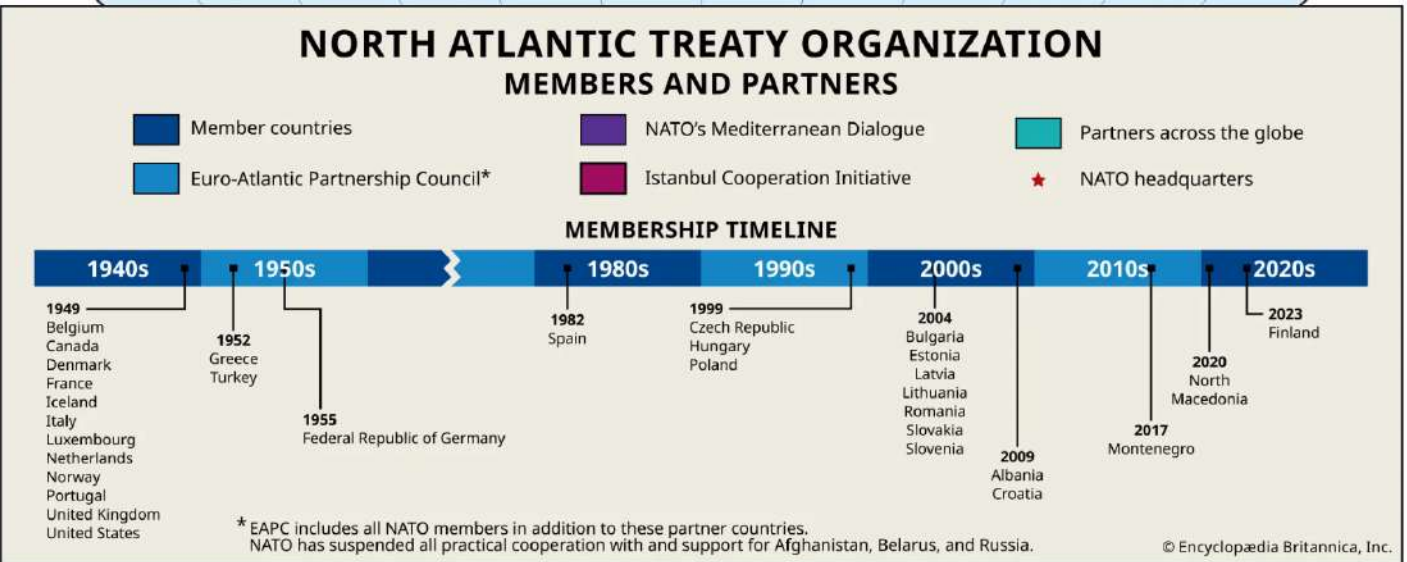 NORTH ATLANTIC TREATY ORGANIZATION
MEMBERS AND PARTNERS
Member countries
Euro-Atlantic Partnership Council*
NATO's Mediterranean Dialogue
Istanbul Cooperation Initiative
Partners across the globe
NATO headquarters
MEMBERSHIP TIMELINE
1940s
1950s
1980s
1990s
2000s
2010s
2020s
1949
Belgium
Canada
Denmark
France
Iceland
Italy
Luxembourg
Netherlands
Norway
Portugal
United Kingdom
United States
1952
Greece
Turkey
1955
Federal Republic of Germany
1982
Spain
1999
Czech Republic
Hungary
Poland
2004
Bulgaria
Estonia
Latvia
Lithuania
Romania
Slovakia
Slovenia
2009
Albania
Croatia
2017
Montenegro
2020
North
Macedonia
2023
Finland
* EAPC includes all NATO members in addition to these partner countries.
NATO has suspended all practical cooperation with and support for Afghanistan, Belarus, and Russia.
© Encyclopædia Britannica, Inc.